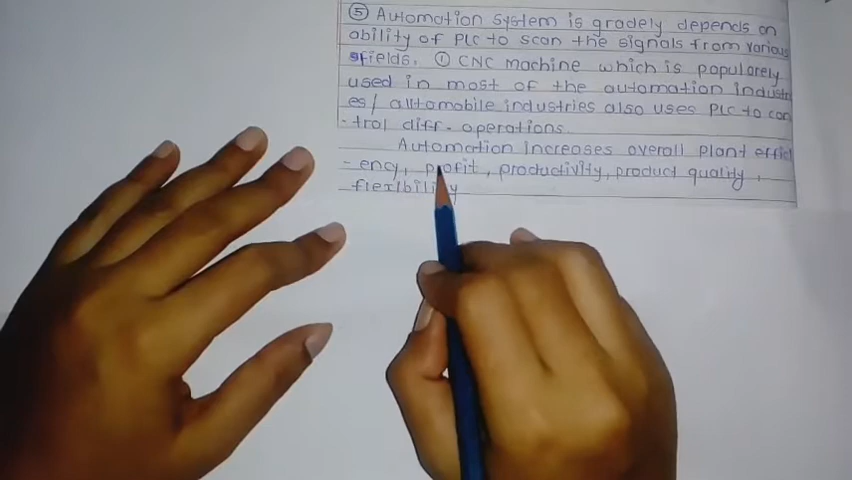 ⑤ Automation system is gradely depends on
ability of PLC to scan the signals from various
fields. ① CNC machine which is popularely
used in most of the automation industri
es/ alltomobile industries also uses PLC to con
-trol diff. operations.
Automation increases overall plant effici
-ency, profit, productivity, product quality,
flexibility